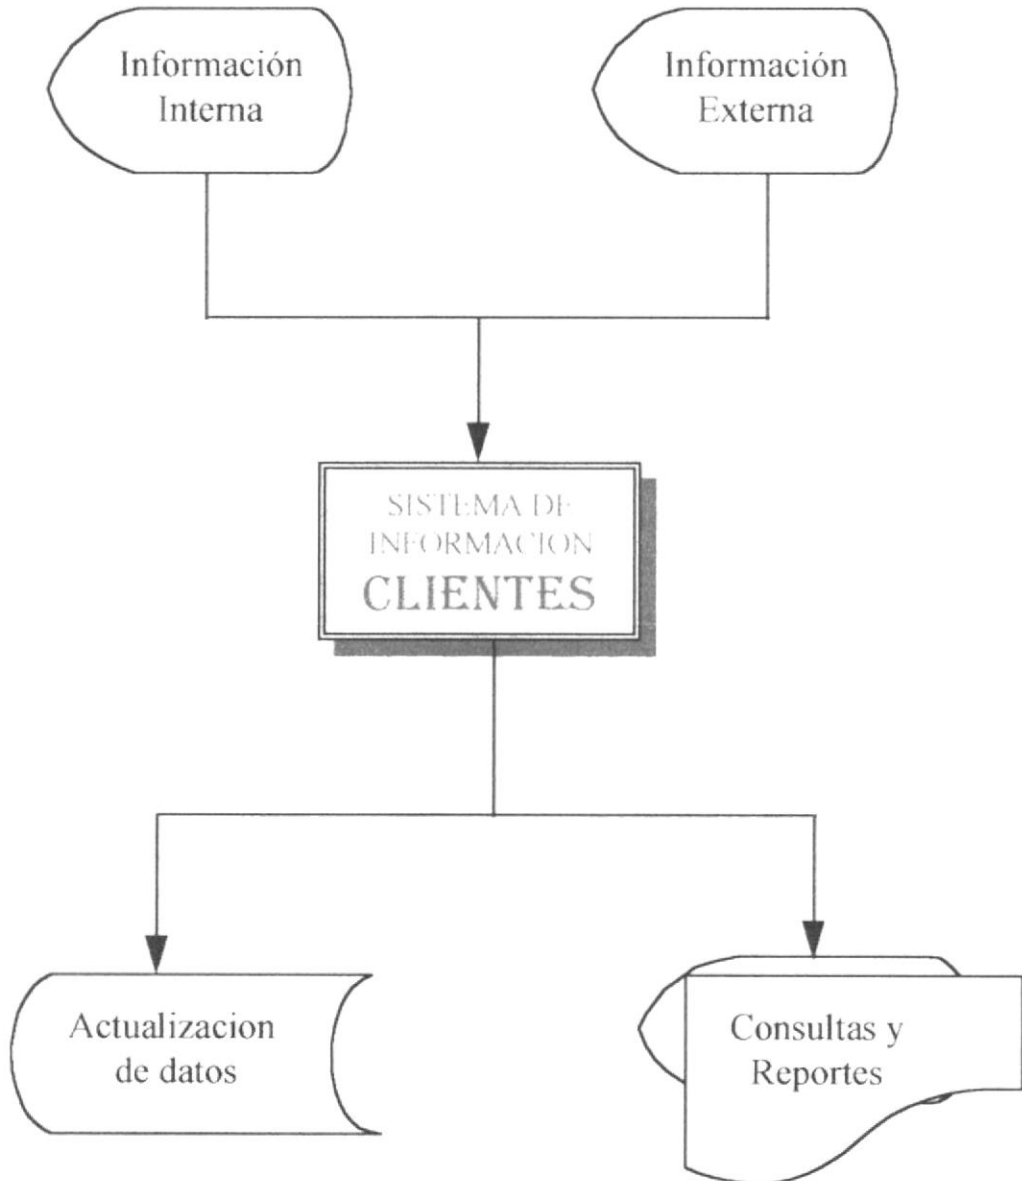 Información
Interna
Información
Externa
SISTEMA DE
INFORMACION
CLIENTES
Actualizacion
de datos
Consultas y
Reportes